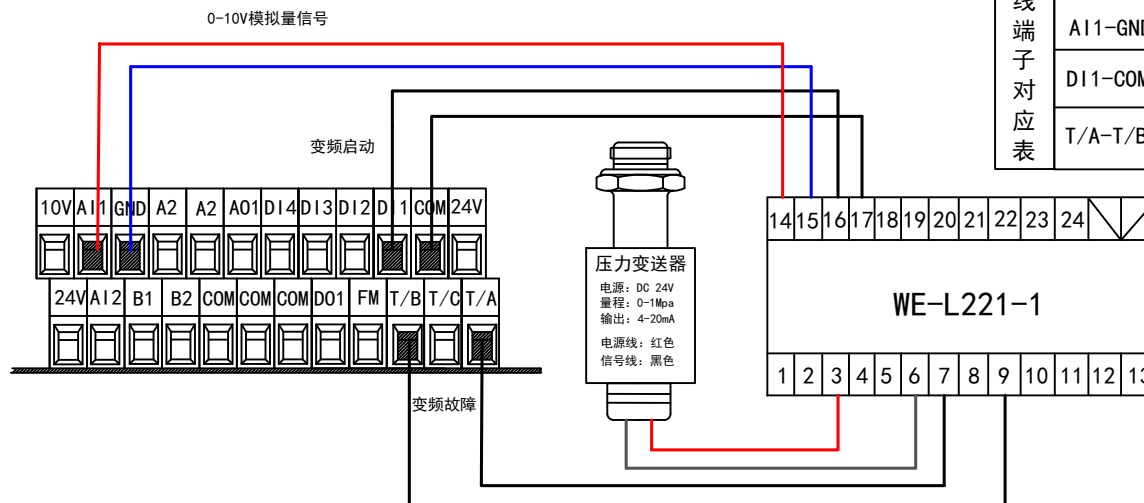 0-10V模拟量信号
线
端
子
对
应
表
AI1-GND
DI1-COM
T/A-T/B
变频启动
10V AI1 GND A2 A2 AO1 DI4 DI3 DI2 DI1 COM 24V
24V AI2 B1 B2 COM COM COM DO1 FM T/B T/C T/A
变频故障
压力变送器
电源: DC 24V
量程: 0-1Mpa
输出: 4-20mA
电源线: 红色
信号线: 黑色
14 15 16 17 18 19 20 21 22 23 24
WE-L221-1
1 2 3 4 5 6 7 8 9 10 11 12 13